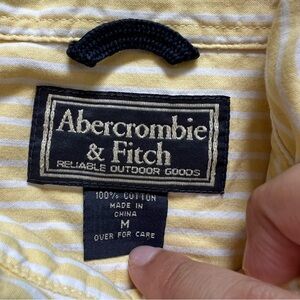 Abercrombie
& Fitch
RELIABLE OUTDOOR GOODS
100% COTTON
MADE IN
CHINA
M
OVER FOR CARE